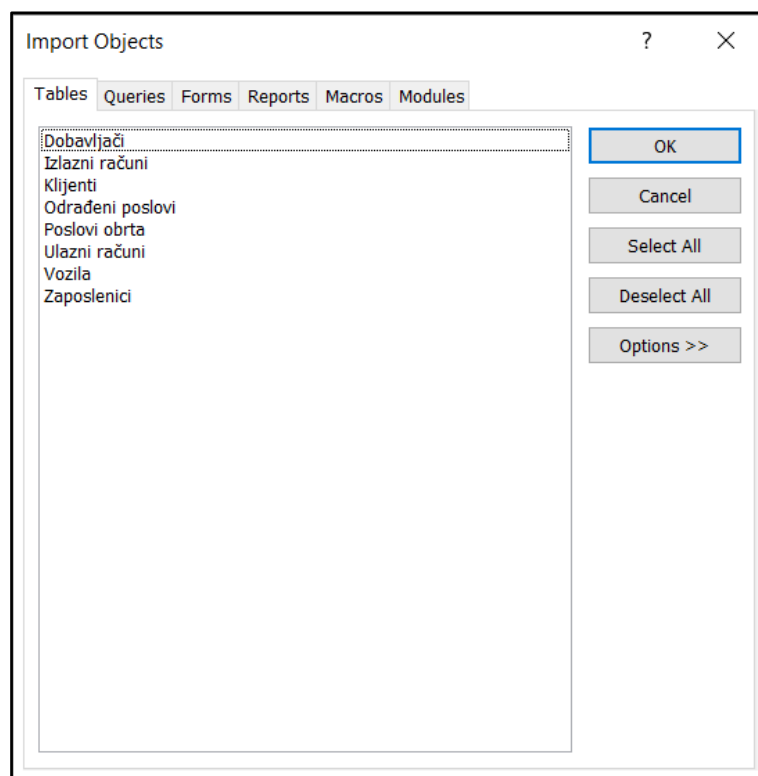 Import Objects ?
Tables Queries Forms Reports Macros Modules
Dobavljači
Izlazni računi
Klijenti
Odrađeni poslovi
Poslovi obrta
Ulazni računi
Vozila
Zaposlenici
OK
Cancel
Select All
Deselect All
Options >>